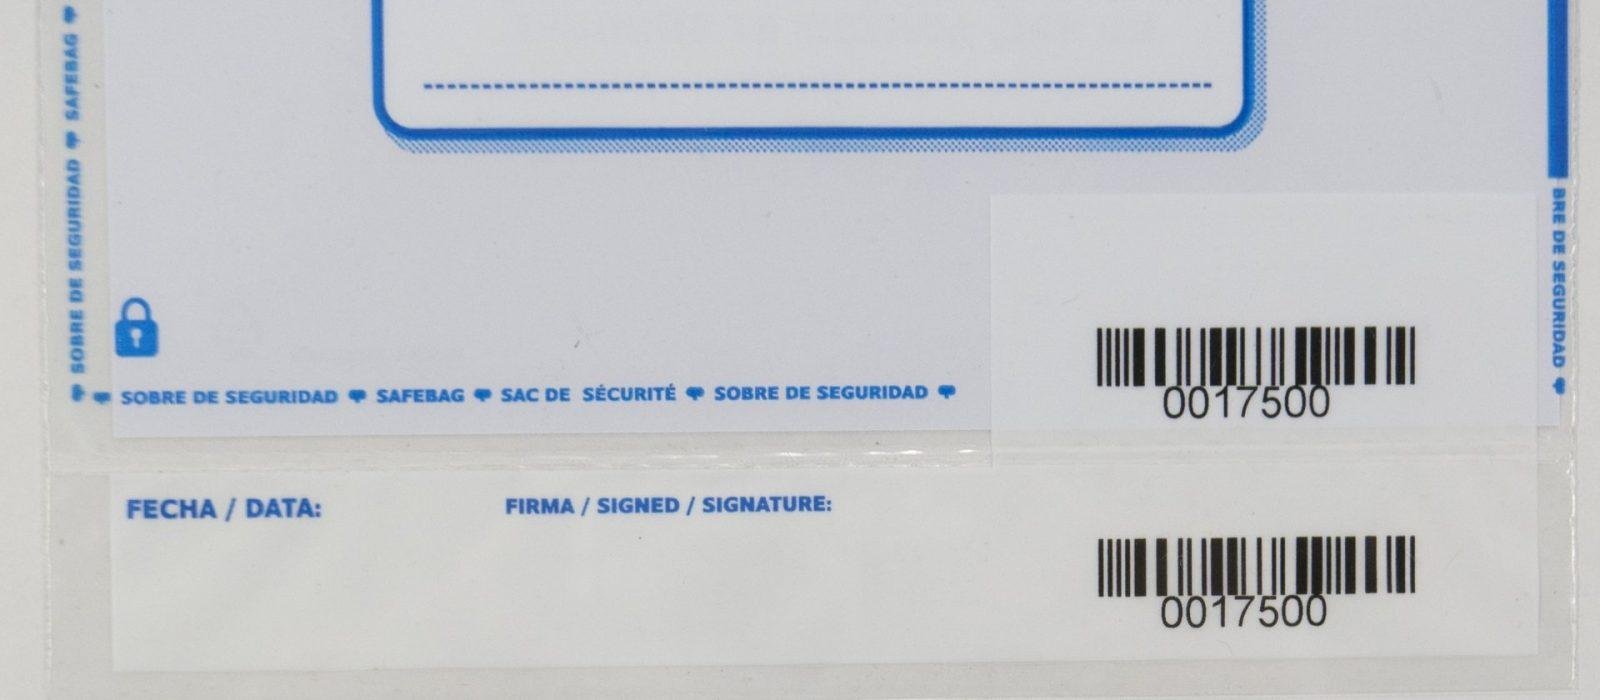 SOBRE DE SEGURIDAD SAFEBAG
BRE DE SEGURIDAD
0017500
SOBRE DE SEGURIDAD SAFEBAG SAC DE SÉCURITÉ SOBRE DE SEGURIDAD
FECHA / DATA: FIRMA / SIGNED / SIGNATURE:
0017500